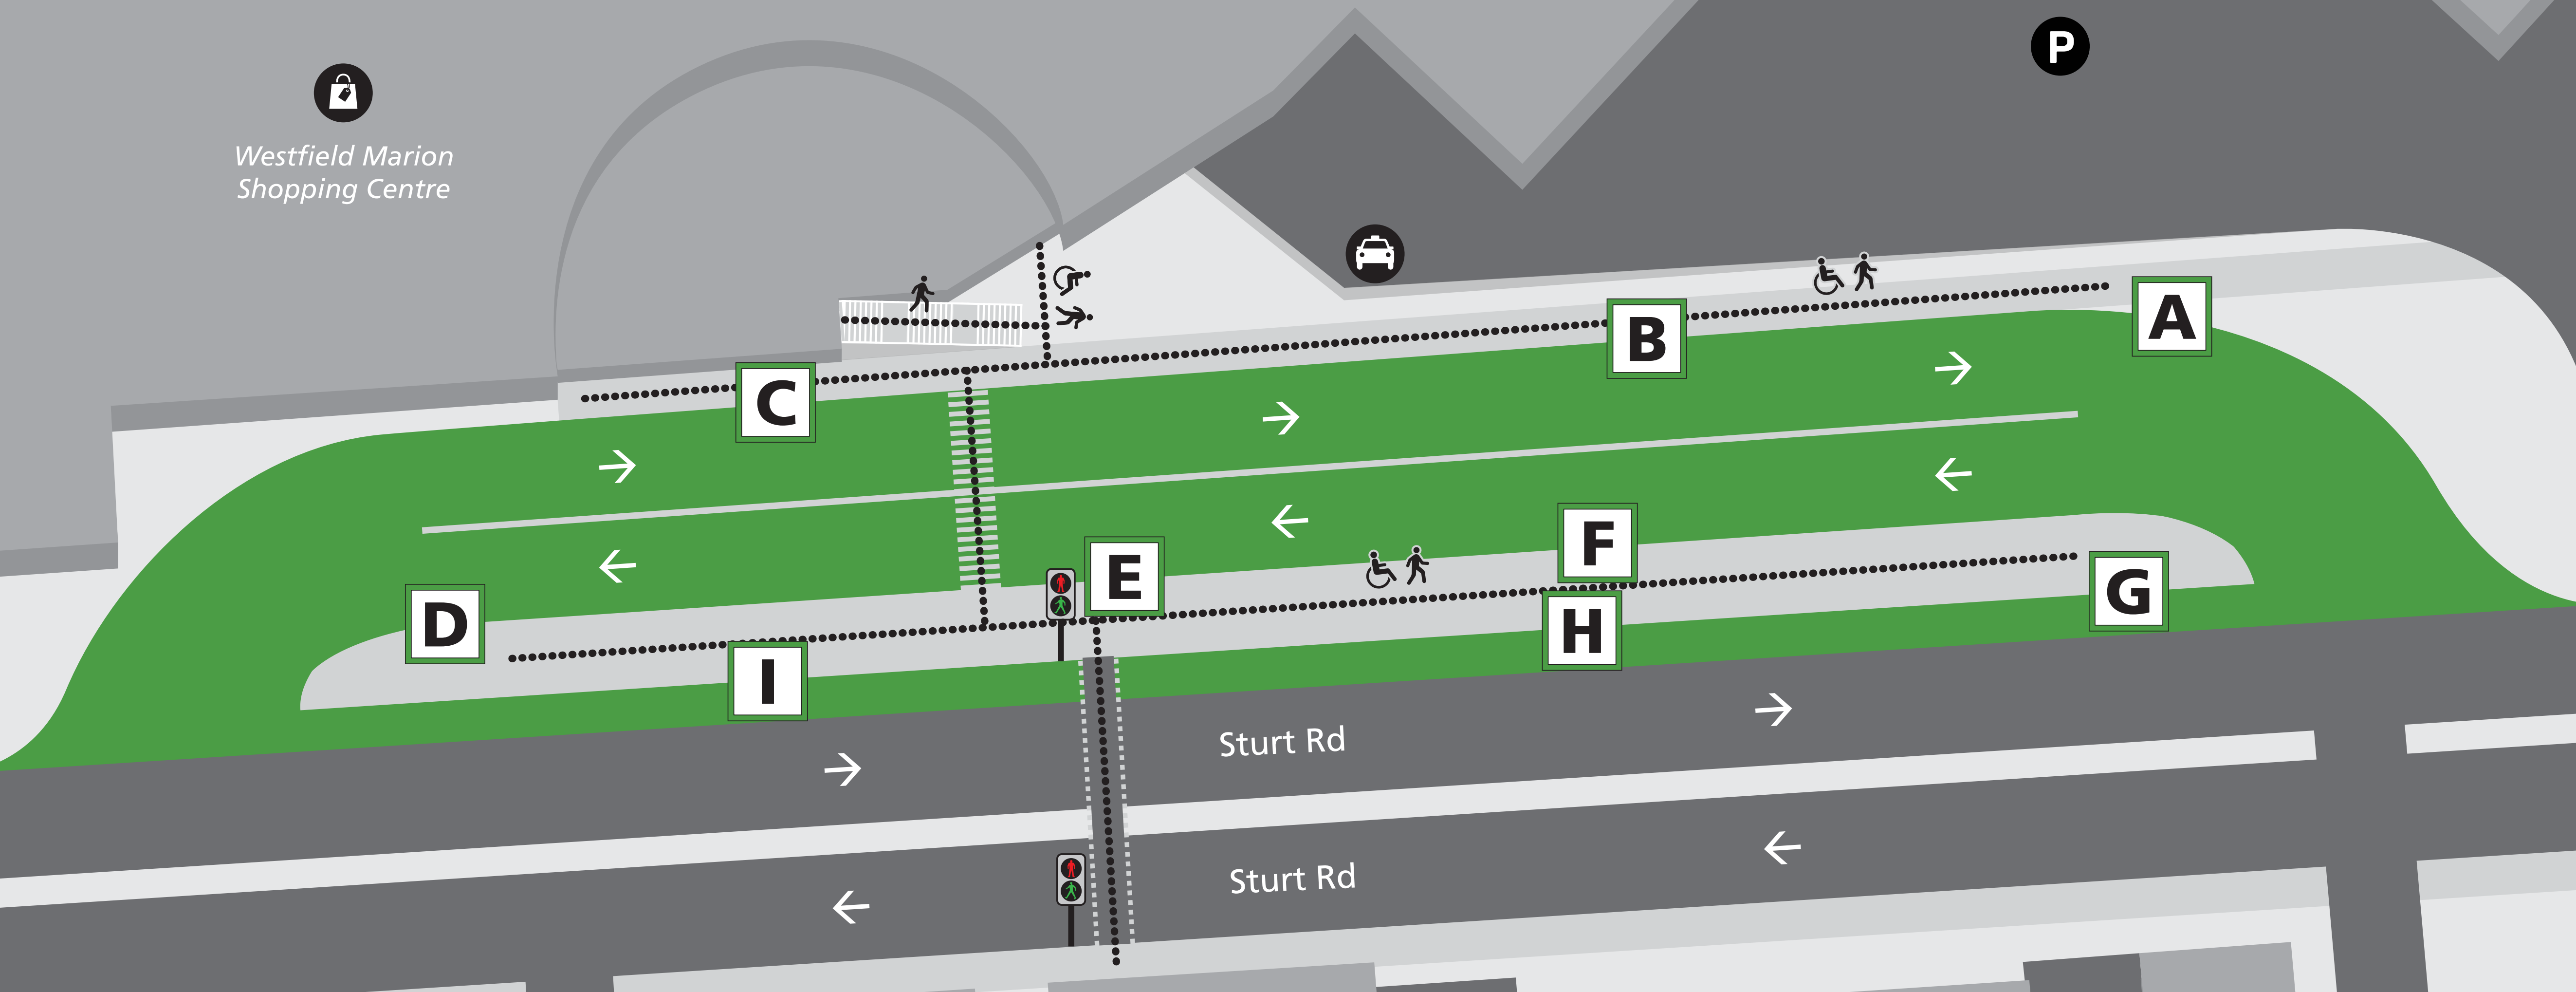 P
Westfield Marion
Shopping Centre
A
B
C
F
E
G
D
H
I
Sturt Rd
Sturt Rd